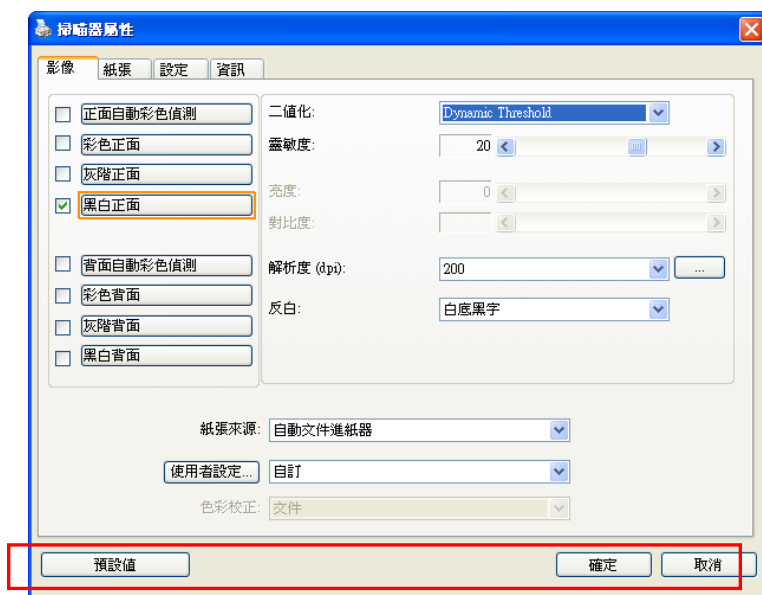 掃瞄器屬性
影像 紙張 設定 資訊
正面自動彩色偵測
彩色正面
灰階正面
黑白正面
背面自動彩色偵測
彩色背面
灰階背面
黑白背面
二值化: Dynamic Threshold
靈敏度: 20
亮度: 0
對比度:
解析度 (dpi): 200 ...
反白: 白底黑字
紙張來源: 自動文件進紙器
使用者設定... 自訂
色彩校正: 文件
預設值 確定 取消